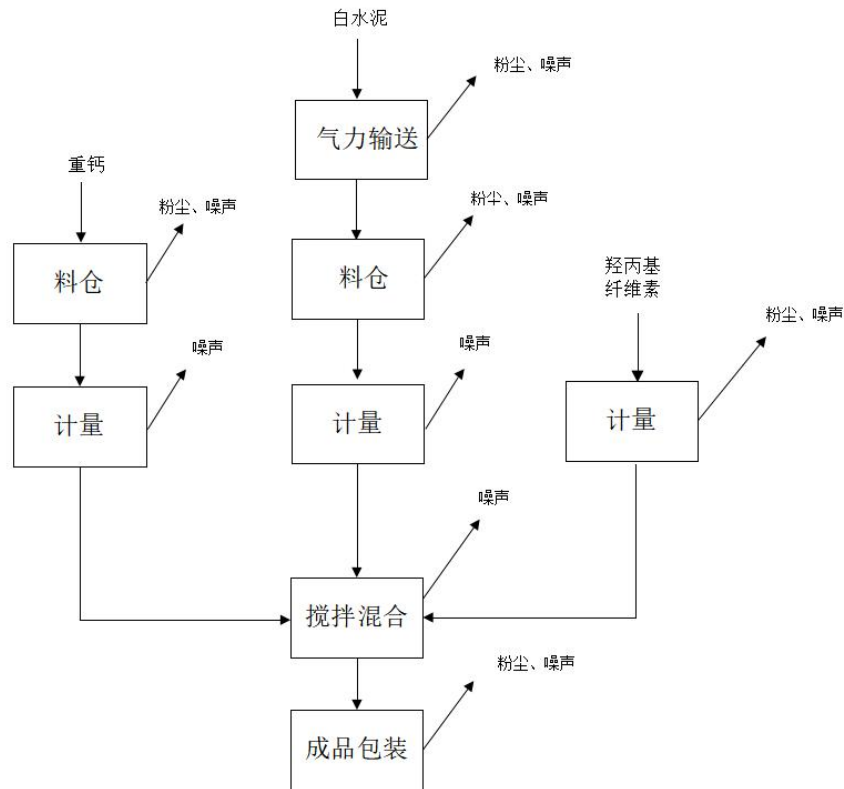 白水泥
粉尘、噪声
气力输送
重钙
粉尘、噪声
粉尘、噪声
料仓
料仓
羟丙基
纤维素
粉尘、噪声
噪声
噪声
计量
计量
计量
噪声
搅拌混合
粉尘、噪声
成品包装